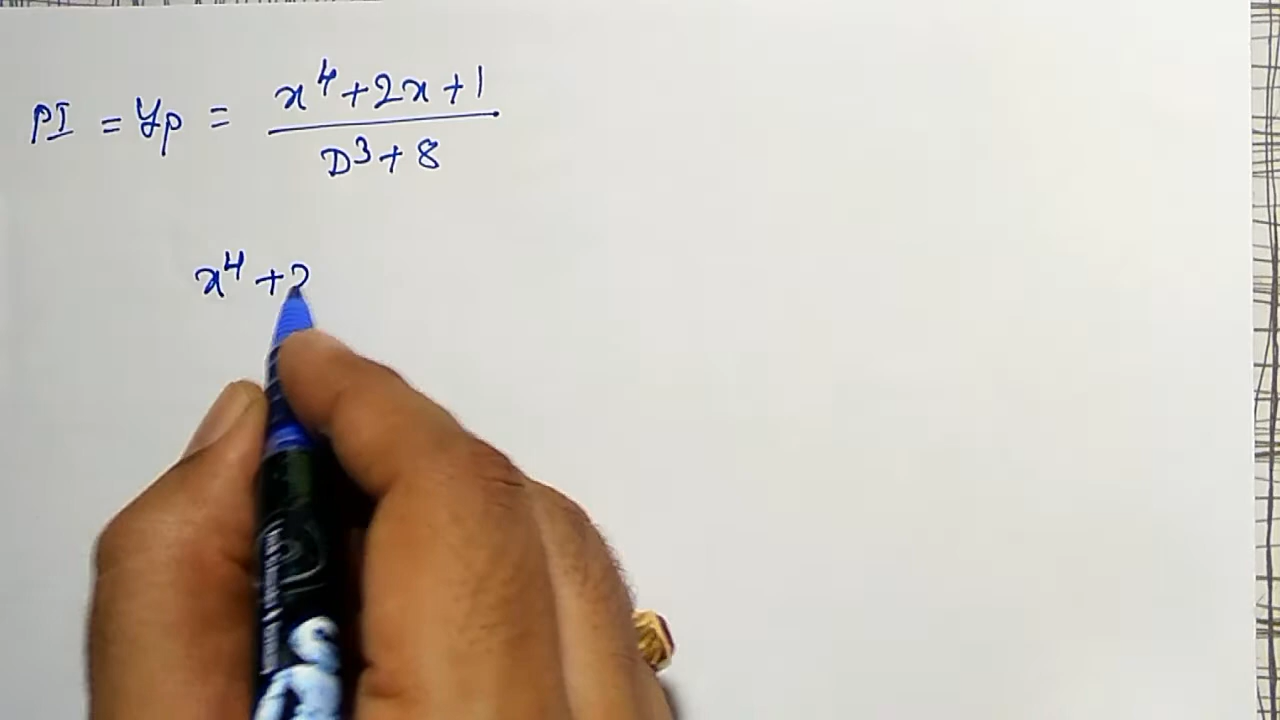 PI = yp = x⁴+2x+1 / D³+8
x⁴+2